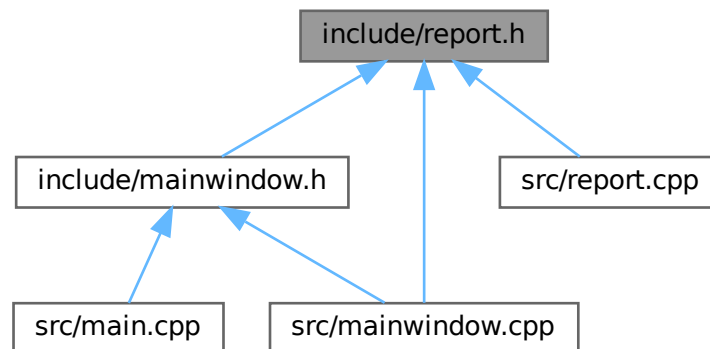 include/report.h
include/mainwindow.h
src/report.cpp
src/main.cpp
src/mainwindow.cpp